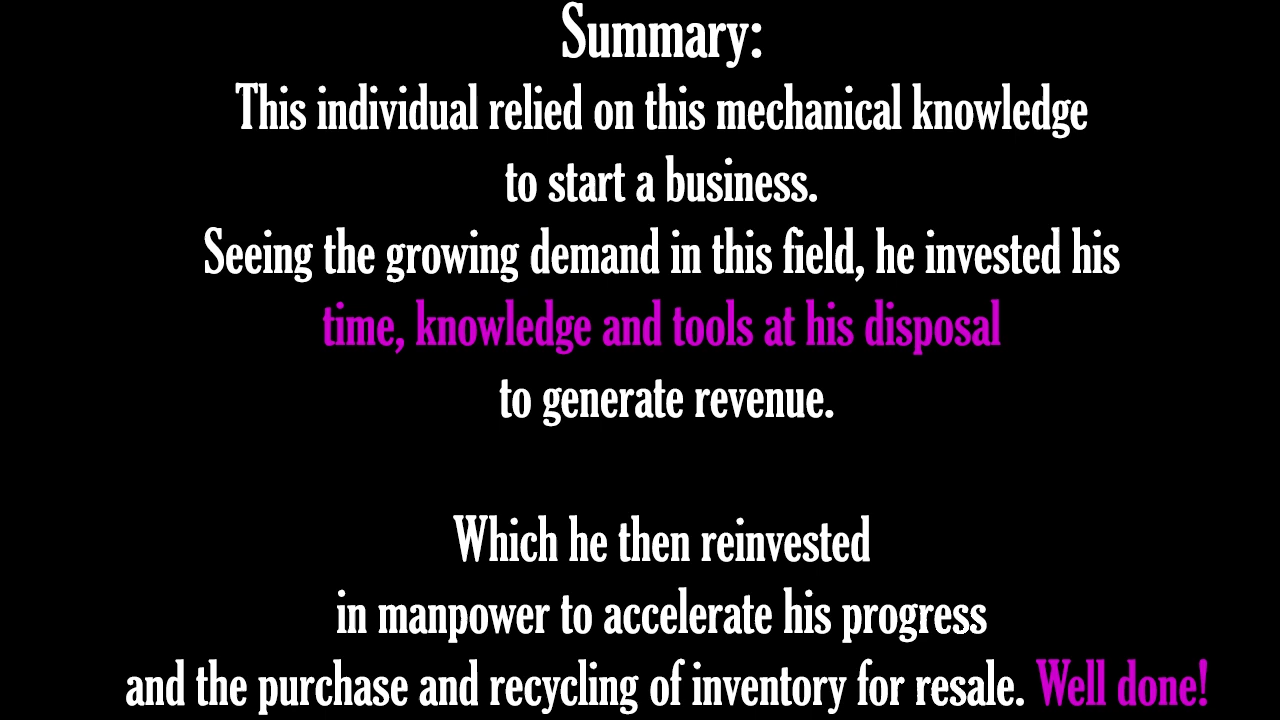 Summary:
This individual relied on this mechanical knowledge
to start a business.
Seeing the growing demand in this field, he invested his
time, knowledge and tools at his disposal
to generate revenue.
Which he then reinvested
in manpower to accelerate his progress
and the purchase and recycling of inventory for resale. Well done!